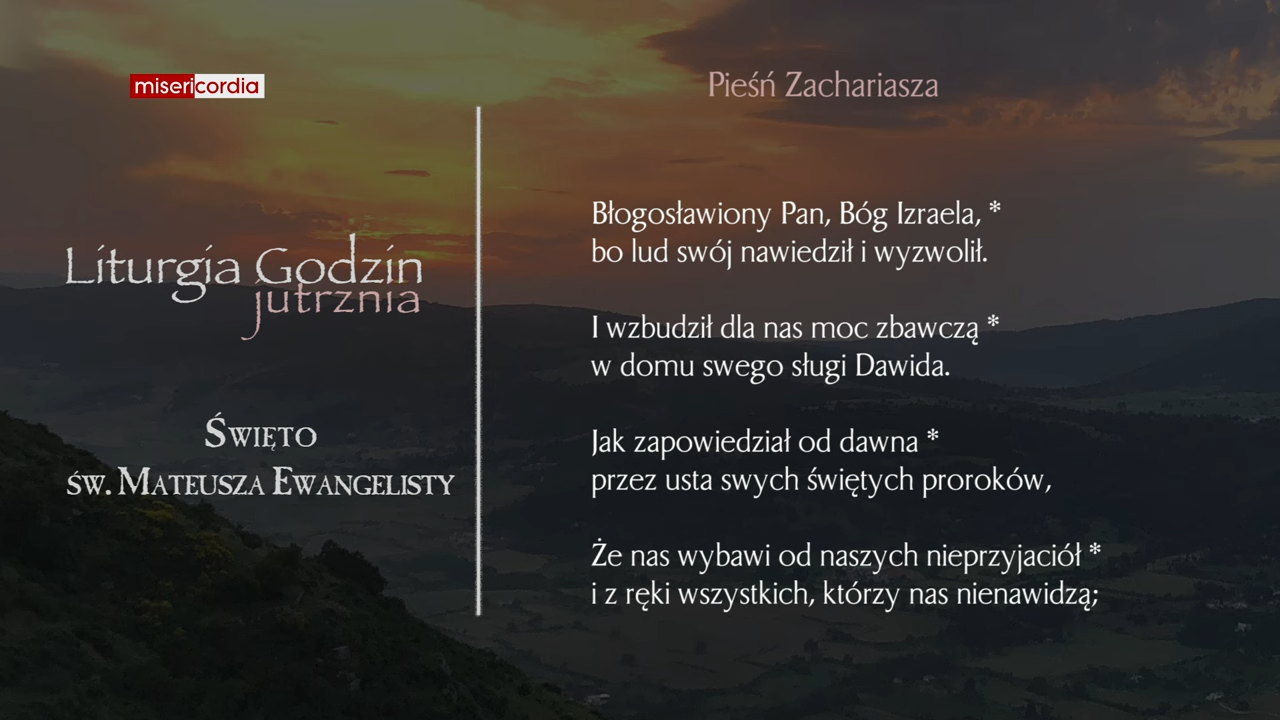 misericordia
Liturgia Godzin
jutrznia
Święto
św. Mateusza Ewangelisty
Pieśń Zachariasza
Błogosławiony Pan, Bóg Izraela, *
bo lud swój nawiedził i wyzwolił.
I wzbudził dla nas moc zbawczą *
w domu swego sługi Dawida.
Jak zapowiedział od dawna *
przez usta swych świętych proroków,
Że nas wybawi od naszych nieprzyjaciół *
i z ręki wszystkich, którzy nas nienawidzą;